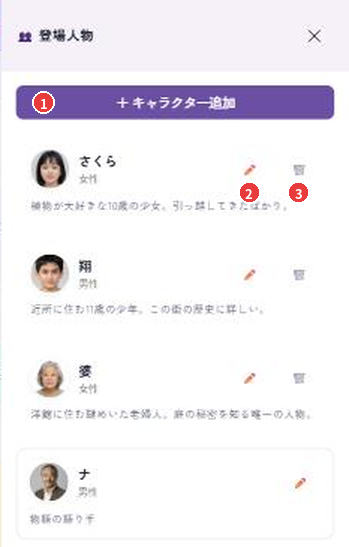 登場人物
1 + キャラクター追加
さくら
女性
2 3
植物が大好きな10歳の少女。引っ越してきたばかり。
翔
男性
近所に住む11歳の少年。この街の歴史に詳しい。
婆
女性
洋館に住む謎めいた老婦人。庭の秘密を知る唯一の人物。
ナ
男性
物語の語り手